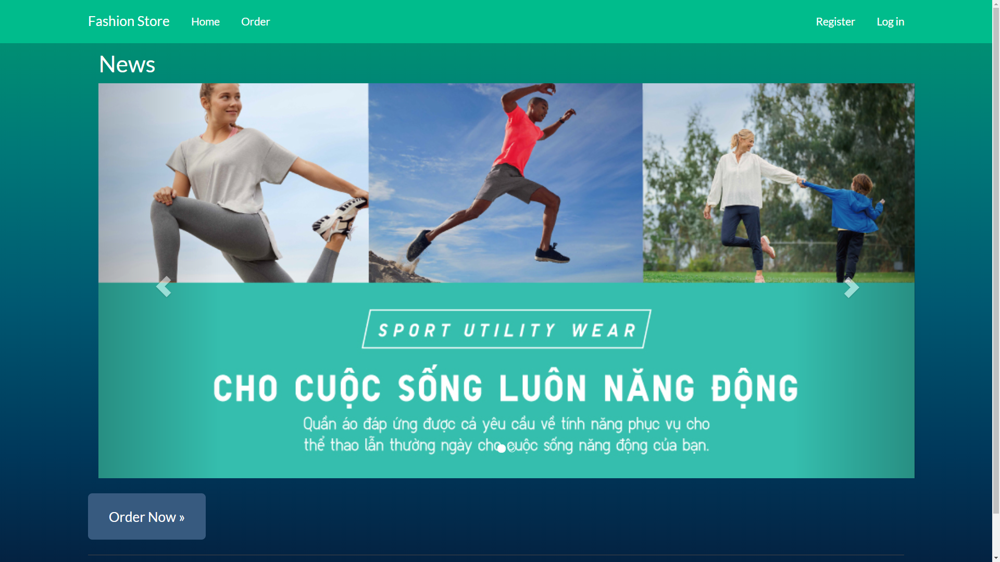 Fashion Store
Home
Order
Register
Log in
News
SPORT UTILITY WEAR
CHO CUỘC SỐNG LUÔN NĂNG ĐỘNG
Quần áo đáp ứng được cả yêu cầu về tính năng phục vụ cho
thể thao lẫn thường ngày cho cuộc sống năng động của bạn.
Order Now »